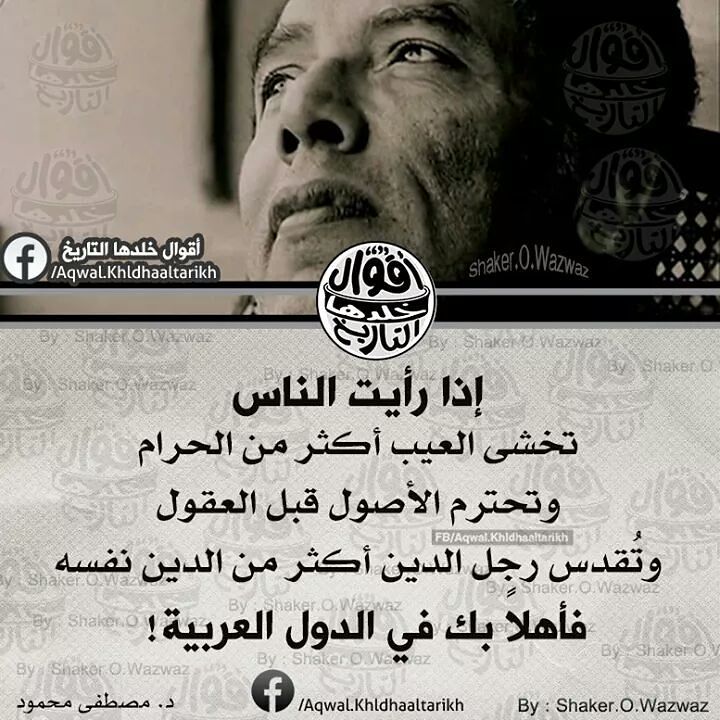 أقوال خلدها التاريخ
/Aqwal.Khldhaaltarikh
Shaker.O.Wazwaz
أقوال
خلدها
التاريخ
إذا رأيت الناس
تخشى العيب أكثر من الحرام
وتحترم الأصول قبل العقول
FB/Aqwal.Khldhaaltarikh
وتُقدس رجل الدين أكثر من الدين نفسه
فأهلاً بك في الدول العربية!
د. مصطفى محمود
/Aqwal.Khldhaaltarikh
By : Shaker.O.Wazwaz